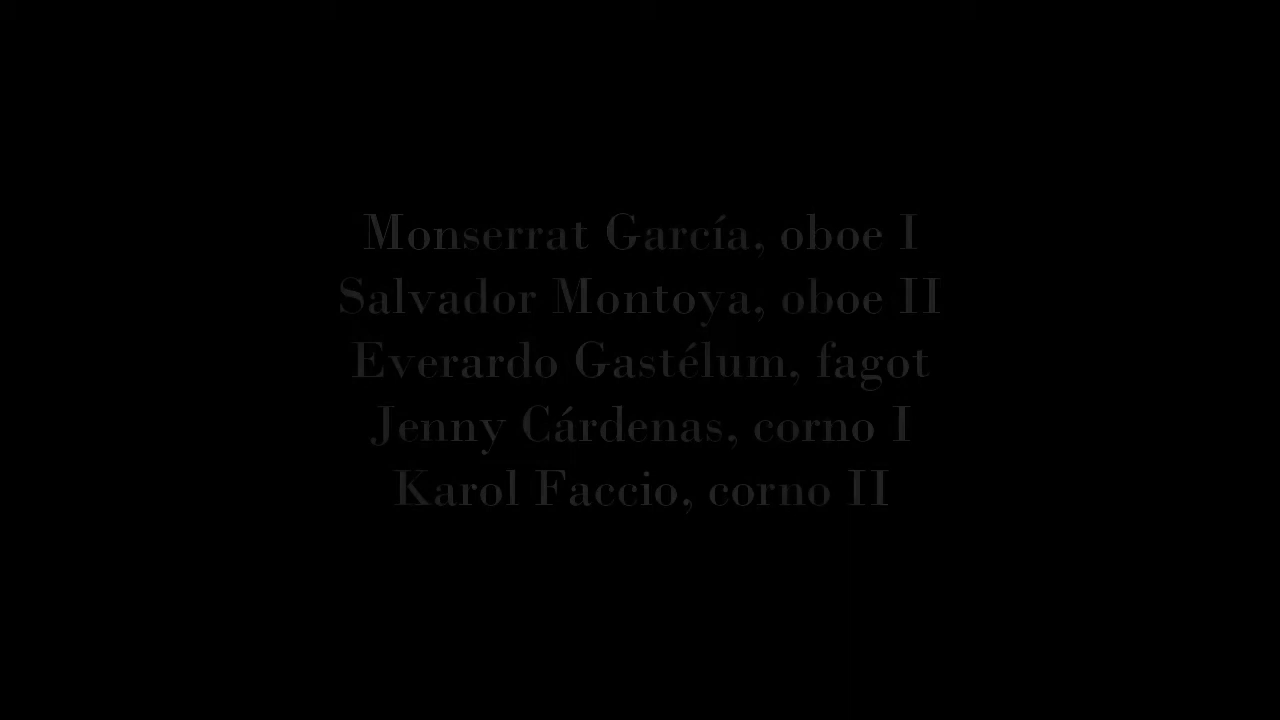 Monserrat García, oboe I
Salvador Montoya, oboe II
Everardo Gastélum, fagot
Jenny Cárdenas, corno I
Karol Faccio, corno II